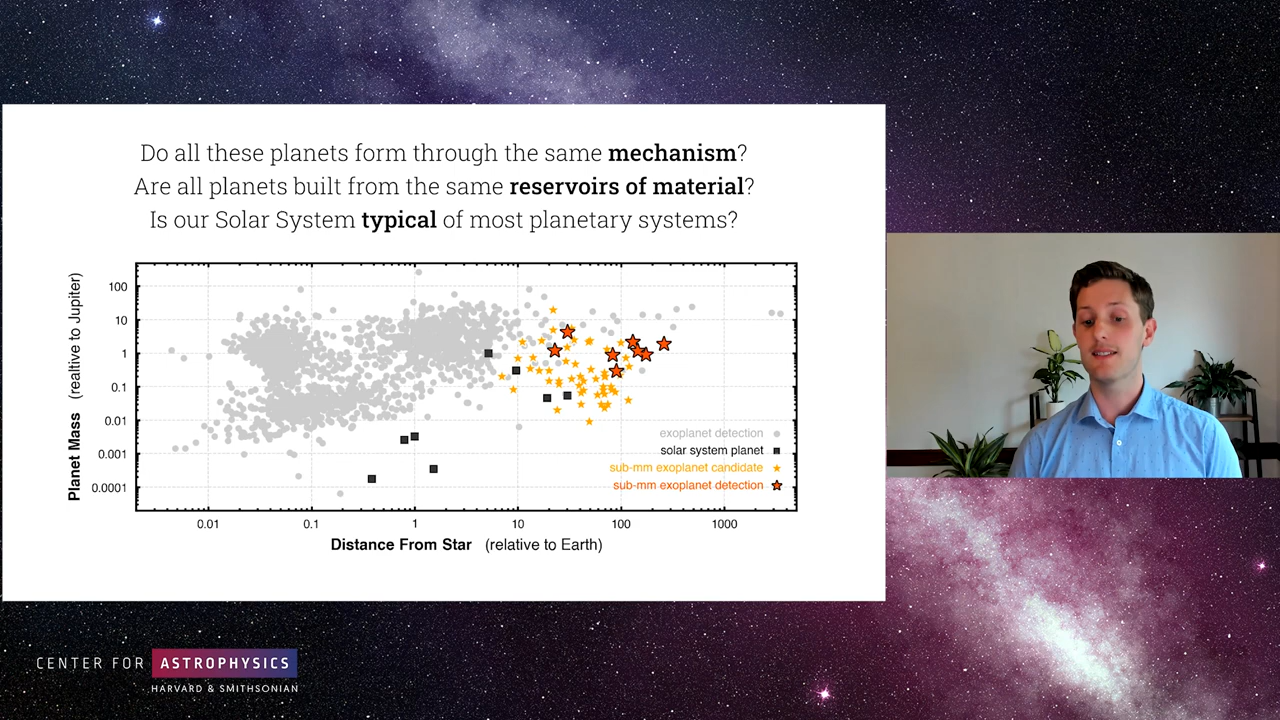 Do all these planets form through the same mechanism?
Are all planets built from the same reservoirs of material?
Is our Solar System typical of most planetary systems?
Planet Mass (realtive to Jupiter)
100
10
1
0.1
0.01
0.001
0.0001
exoplanet detection
solar system planet
sub-mm exoplanet candidate
sub-mm exoplanet detection
0.01 0.1 1 10 100 1000
Distance From Star (relative to Earth)
CENTER FOR ASTROPHYSICS
HARVARD & SMITHSONIAN